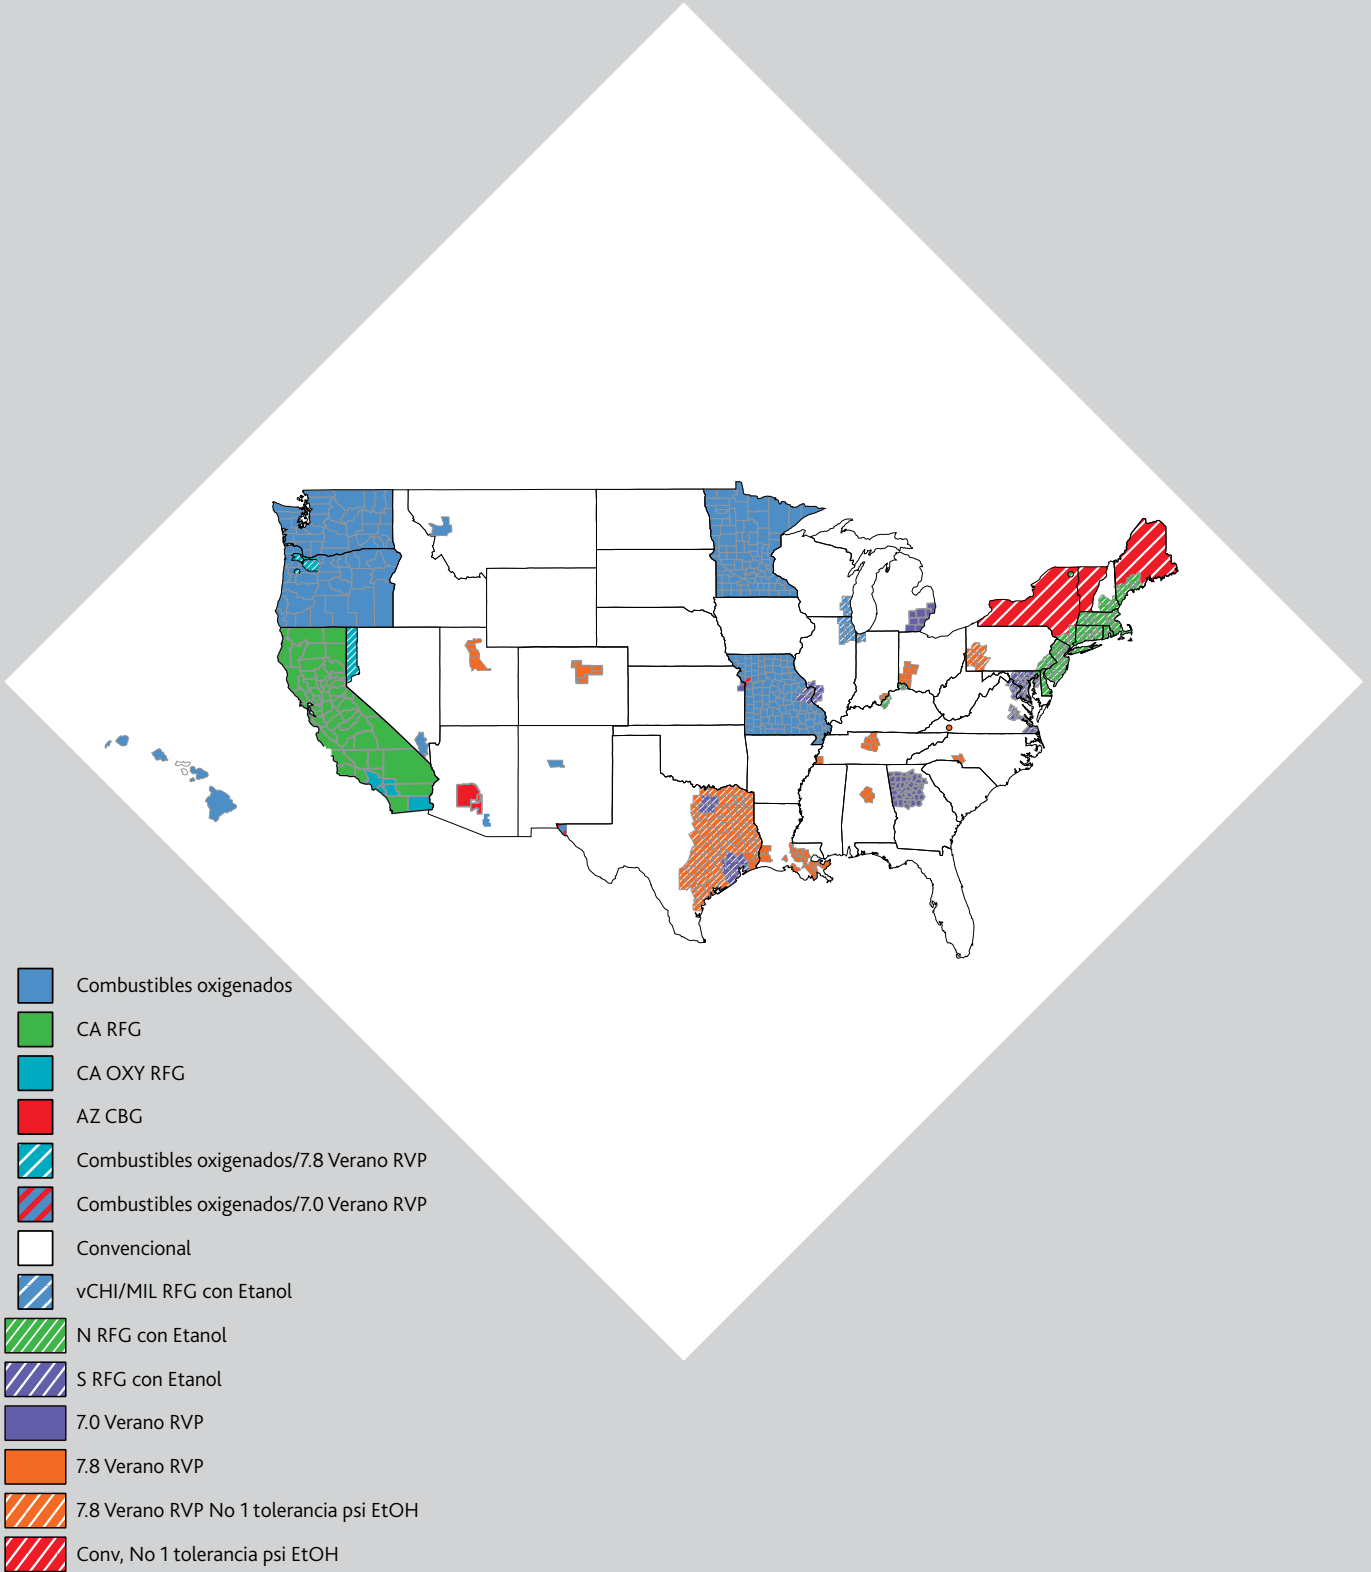 Combustibles oxigenados
CA RFG
CA OXY RFG
AZ CBG
Combustibles oxigenados/7.8 Verano RVP
Combustibles oxigenados/7.0 Verano RVP
Convencional
vCHI/MIL RFG con Etanol
N RFG con Etanol
S RFG con Etanol
7.0 Verano RVP
7.8 Verano RVP
7.8 Verano RVP No 1 tolerancia psi EtOH
Conv, No 1 tolerancia psi EtOH